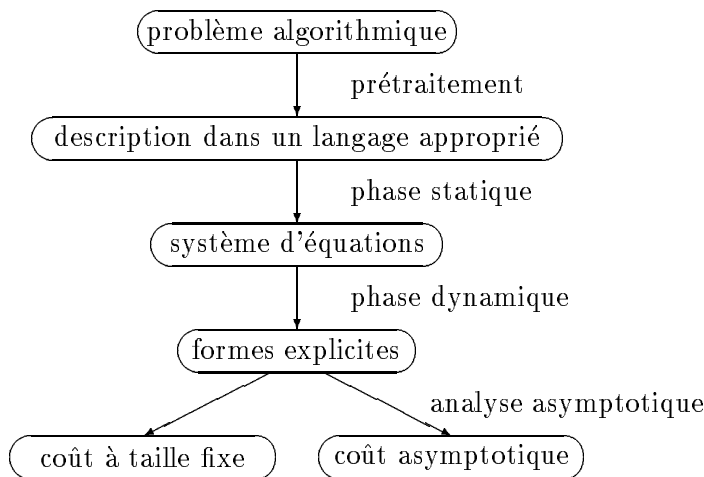 problème algorithmique
prétraitement
description dans un langage approprié
phase statique
système d'équations
phase dynamique
formes explicites
analyse asymptotique
coût à taille fixe
coût asymptotique